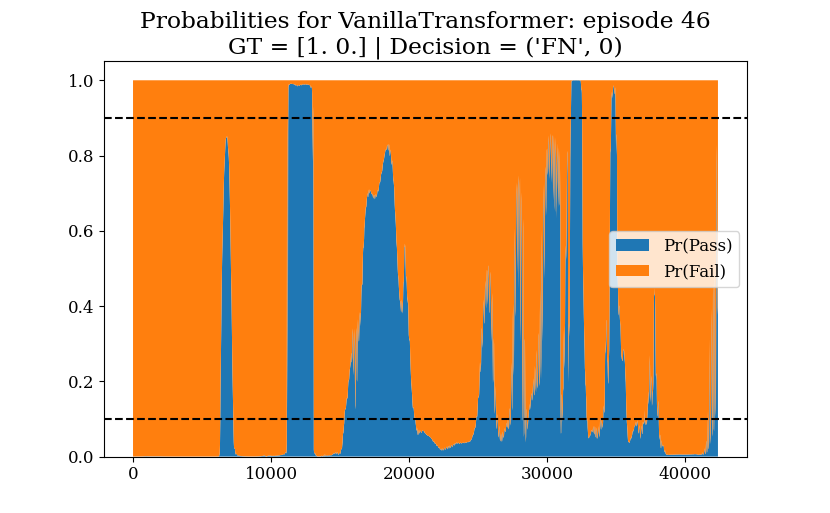 Probabilities for VanillaTransformer: episode 46
GT = [1. 0.] | Decision = ('FN', 0)
1.0
0.8
0.6
0.4
0.2
0.0
Pr(Pass)
Pr(Fail)
0 10000 20000 30000 40000